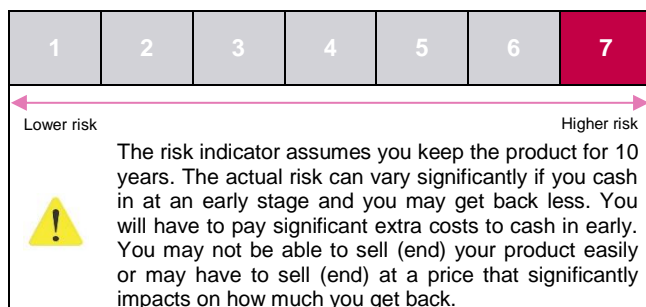 1 2 3 4 5 6 7
Lower risk Higher risk
The risk indicator assumes you keep the product for 10
years. The actual risk can vary significantly if you cash
in at an early stage and you may get back less. You
will have to pay significant extra costs to cash in early.
You may not be able to sell (end) your product easily
or may have to sell (end) at a price that significantly
impacts on how much you get back.